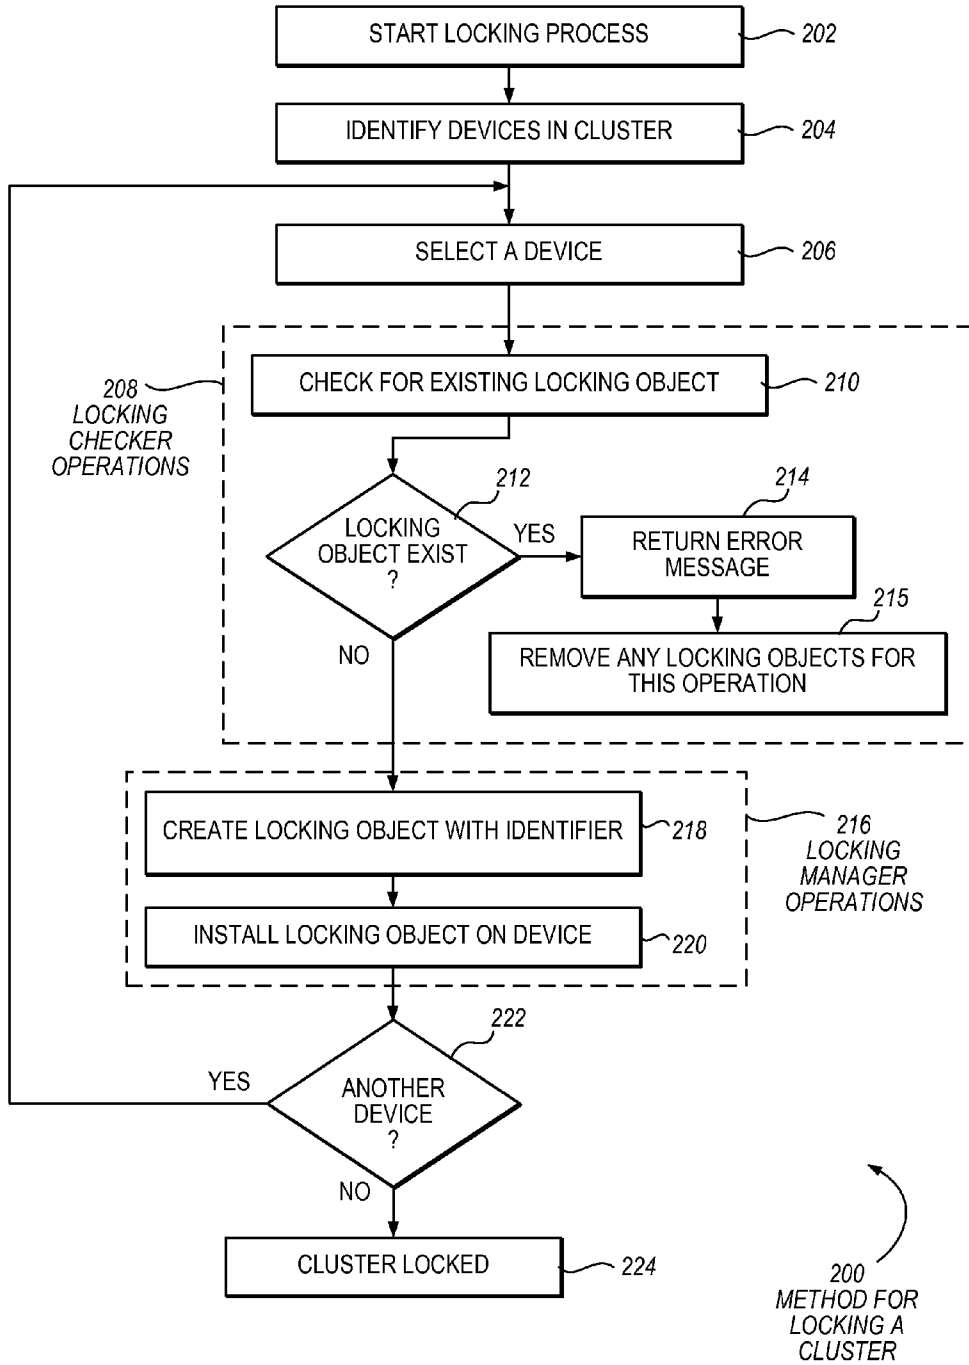 START LOCKING PROCESS
202
IDENTIFY DEVICES IN CLUSTER
204
SELECT A DEVICE
206
208
LOCKING
CHECKER
OPERATIONS
CHECK FOR EXISTING LOCKING OBJECT
210
212
LOCKING
OBJECT EXIST
?
YES
NO
214
RETURN ERROR
MESSAGE
215
REMOVE ANY LOCKING OBJECTS FOR
THIS OPERATION
216
LOCKING
MANAGER
OPERATIONS
CREATE LOCKING OBJECT WITH IDENTIFIER
218
INSTALL LOCKING OBJECT ON DEVICE
220
222
YES
ANOTHER
DEVICE
?
NO
CLUSTER LOCKED
224
200
METHOD FOR
LOCKING A
CLUSTER